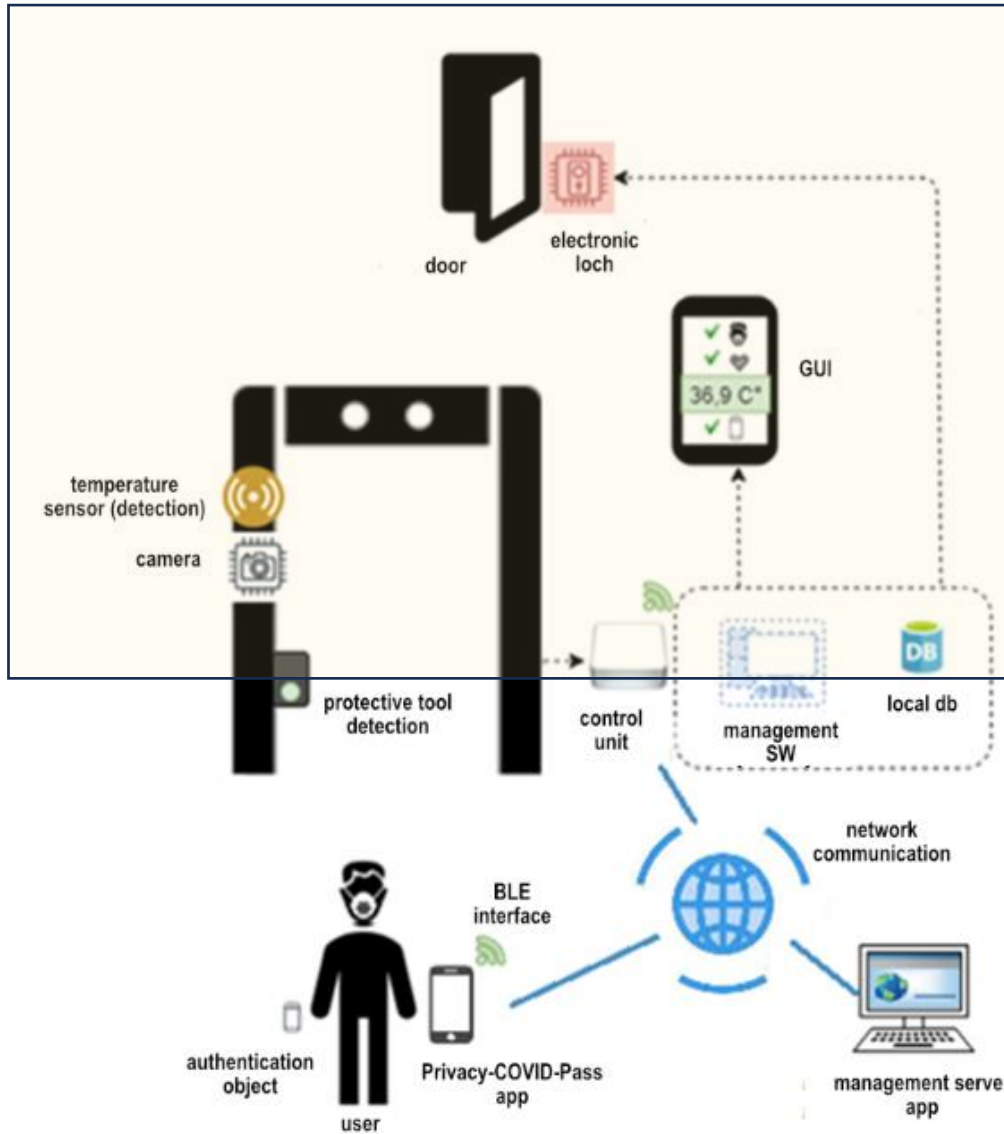 door
electronic
loch
GUI
36,9 C°
temperature
sensor (detection)
camera
DB
local db
protective tool
detection
control
unit
management
SW
network
communication
BLE
interface
authentication
object
Privacy-COVID-Pass
app
user
management serve
app